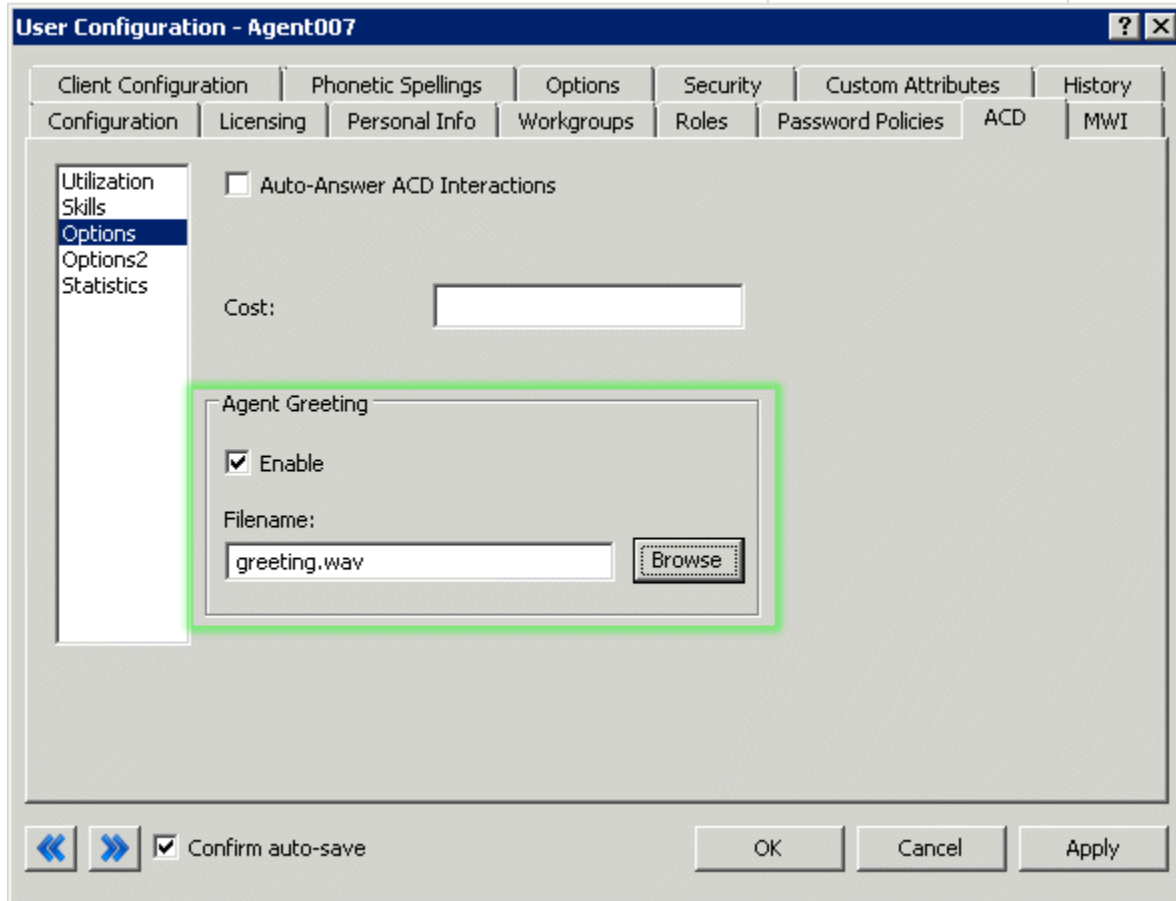 User Configuration - Agent007
Client Configuration Phonetic Spellings Options Security Custom Attributes History
Configuration Licensing Personal Info Workgroups Roles Password Policies ACD MWI
Utilization
Skills
Options
Options2
Statistics
Auto-Answer ACD Interactions
Cost:
Agent Greeting
Enable
Filename:
greeting.wav Browse
Confirm auto-save OK Cancel Apply